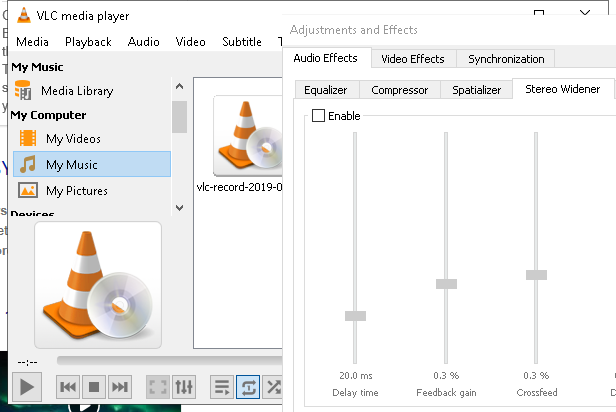 VLC media player
Media Playback Audio Video Subtitle
My Music
Media Library
My Computer
My Videos
My Music
My Pictures
Devices
vlc-record-2019-0
--:--
Adjustments and Effects
Audio Effects Video Effects Synchronization
Equalizer Compressor Spatializer Stereo Widener
Enable
20.0 ms 0.3 % 0.3 %
Delay time Feedback gain Crossfeed